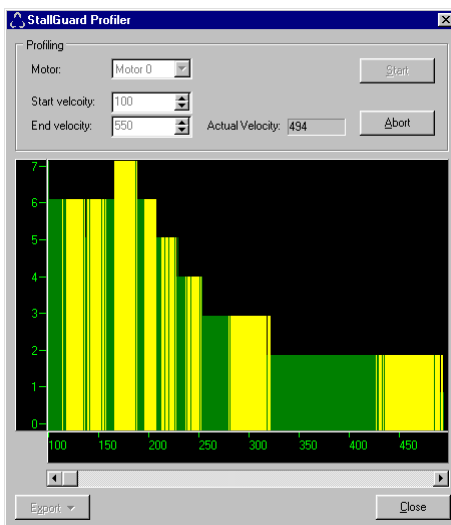 StallGuard Profiler
Profiling
Motor: Motor 0 Start
Start velcoity: 100
End velocity: 550 Actual Velocity: 494 Abort
7
6
5
4
3
2
1
0
100 150 200 250 300 350 400 450
Export Close